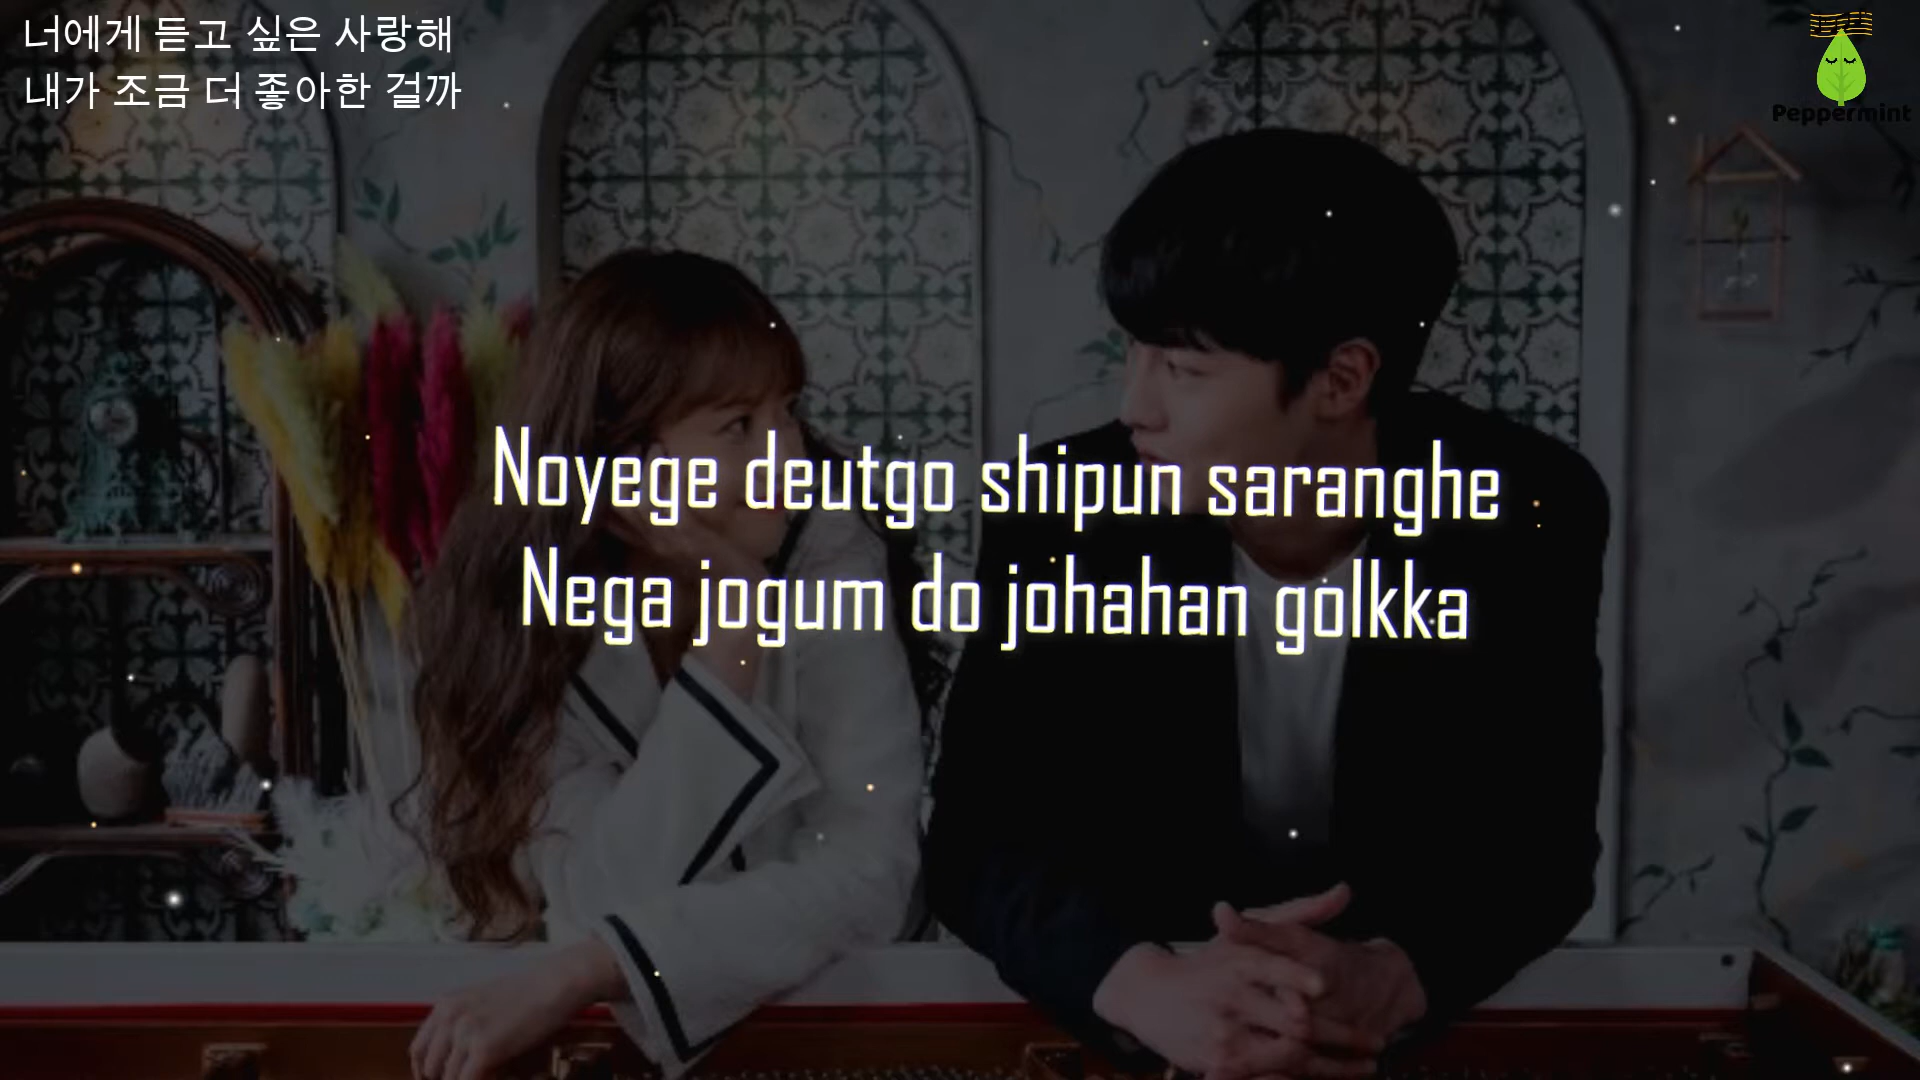 너에게 듣고 싶은 사랑해
내가 조금 더 좋아한 걸까
Peppermint
Noyege deutgo shipun saranghe
Nega jogum do johahan golkka